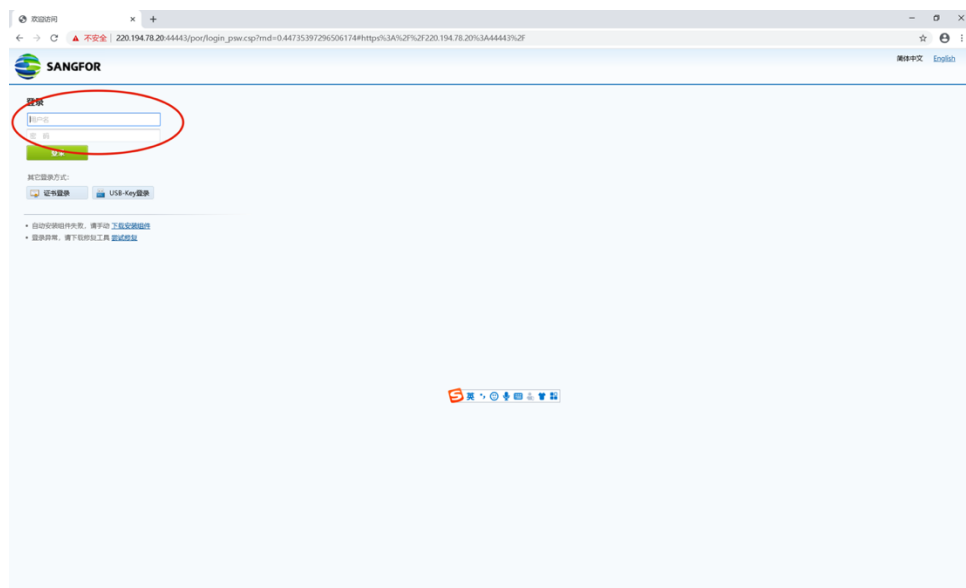 欢迎访问
不安全 220.194.78.20:44443/por/login_psw.csp?rnd=0.44735397296506174#https%3A%2F%2F220.194.78.20%3A44443%2F
SANGFOR
简体中文 English
登录
用户名
密 码
登录
其它登录方式:
证书登录 USB-Key登录
• 自动安装组件失败，请手动 下载安装组件
• 登录异常，请下载修复工具 尝试修复
英